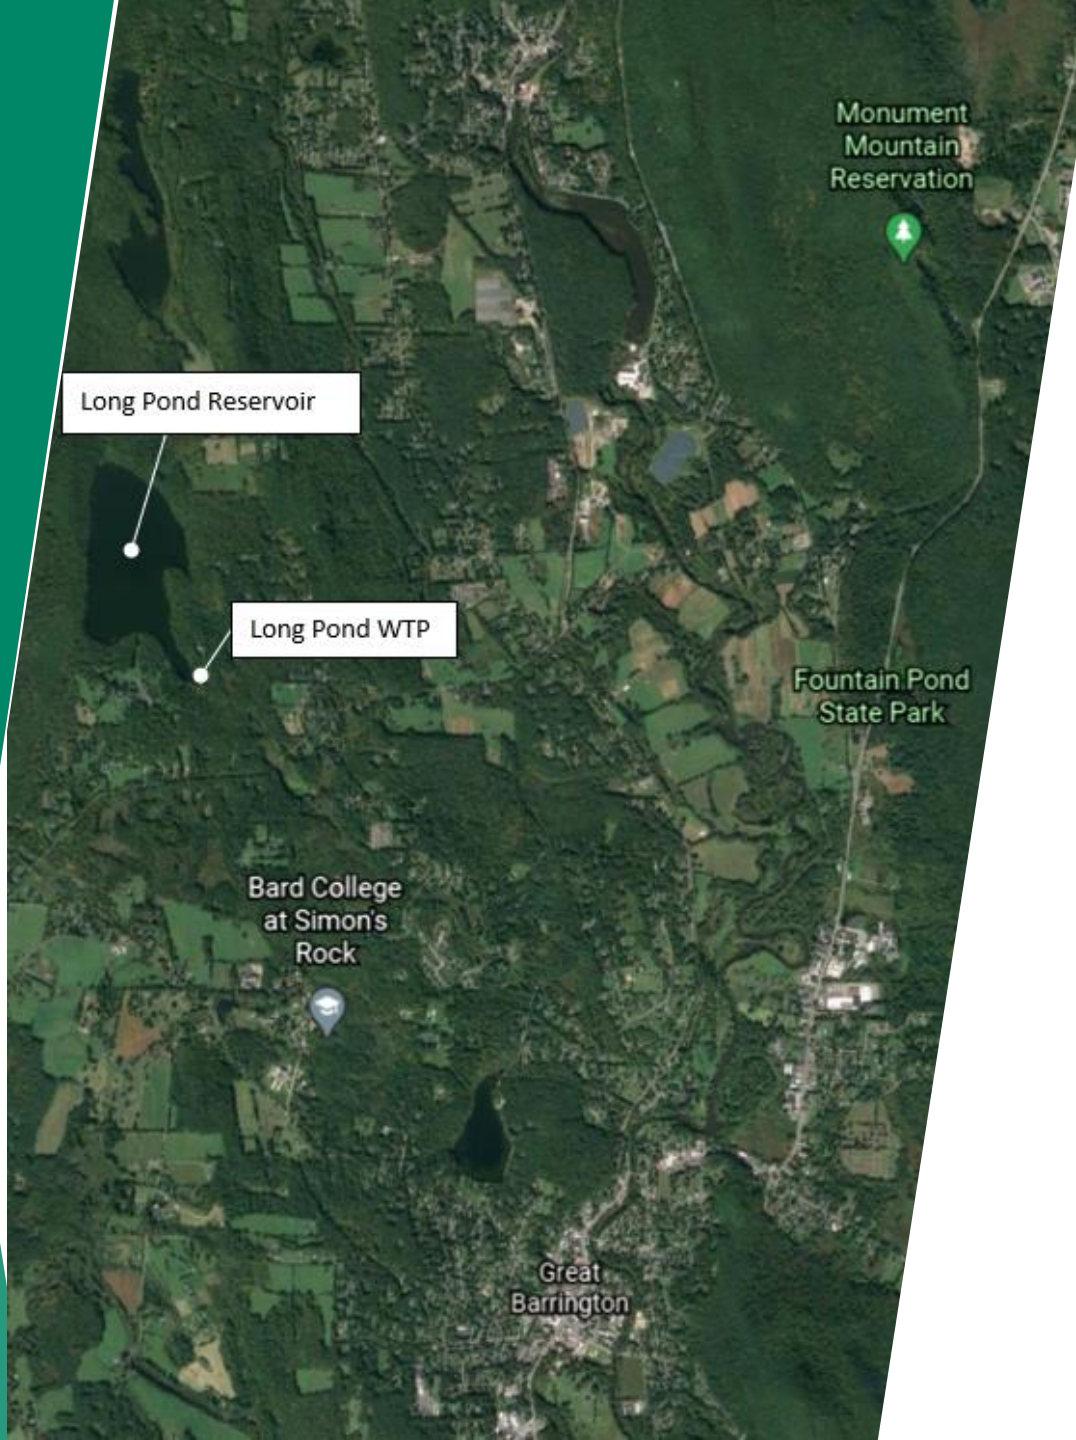 Monument
Mountain
Reservation
Long Pond Reservoir
Long Pond WTP
Fountain Pond
State Park
Bard College
at Simon's
Rock
Great
Barrington